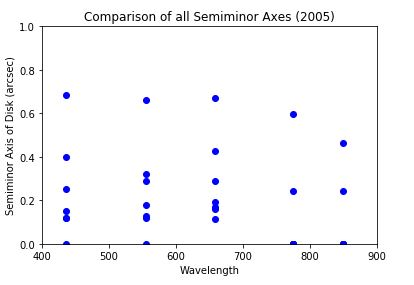 Comparison of all Semiminor Axes (2005)
1.0
0.8
0.6
0.4
0.2
0.0
Semiminor Axis of Disk (arcsec)
400 500 600 700 800 900
Wavelength